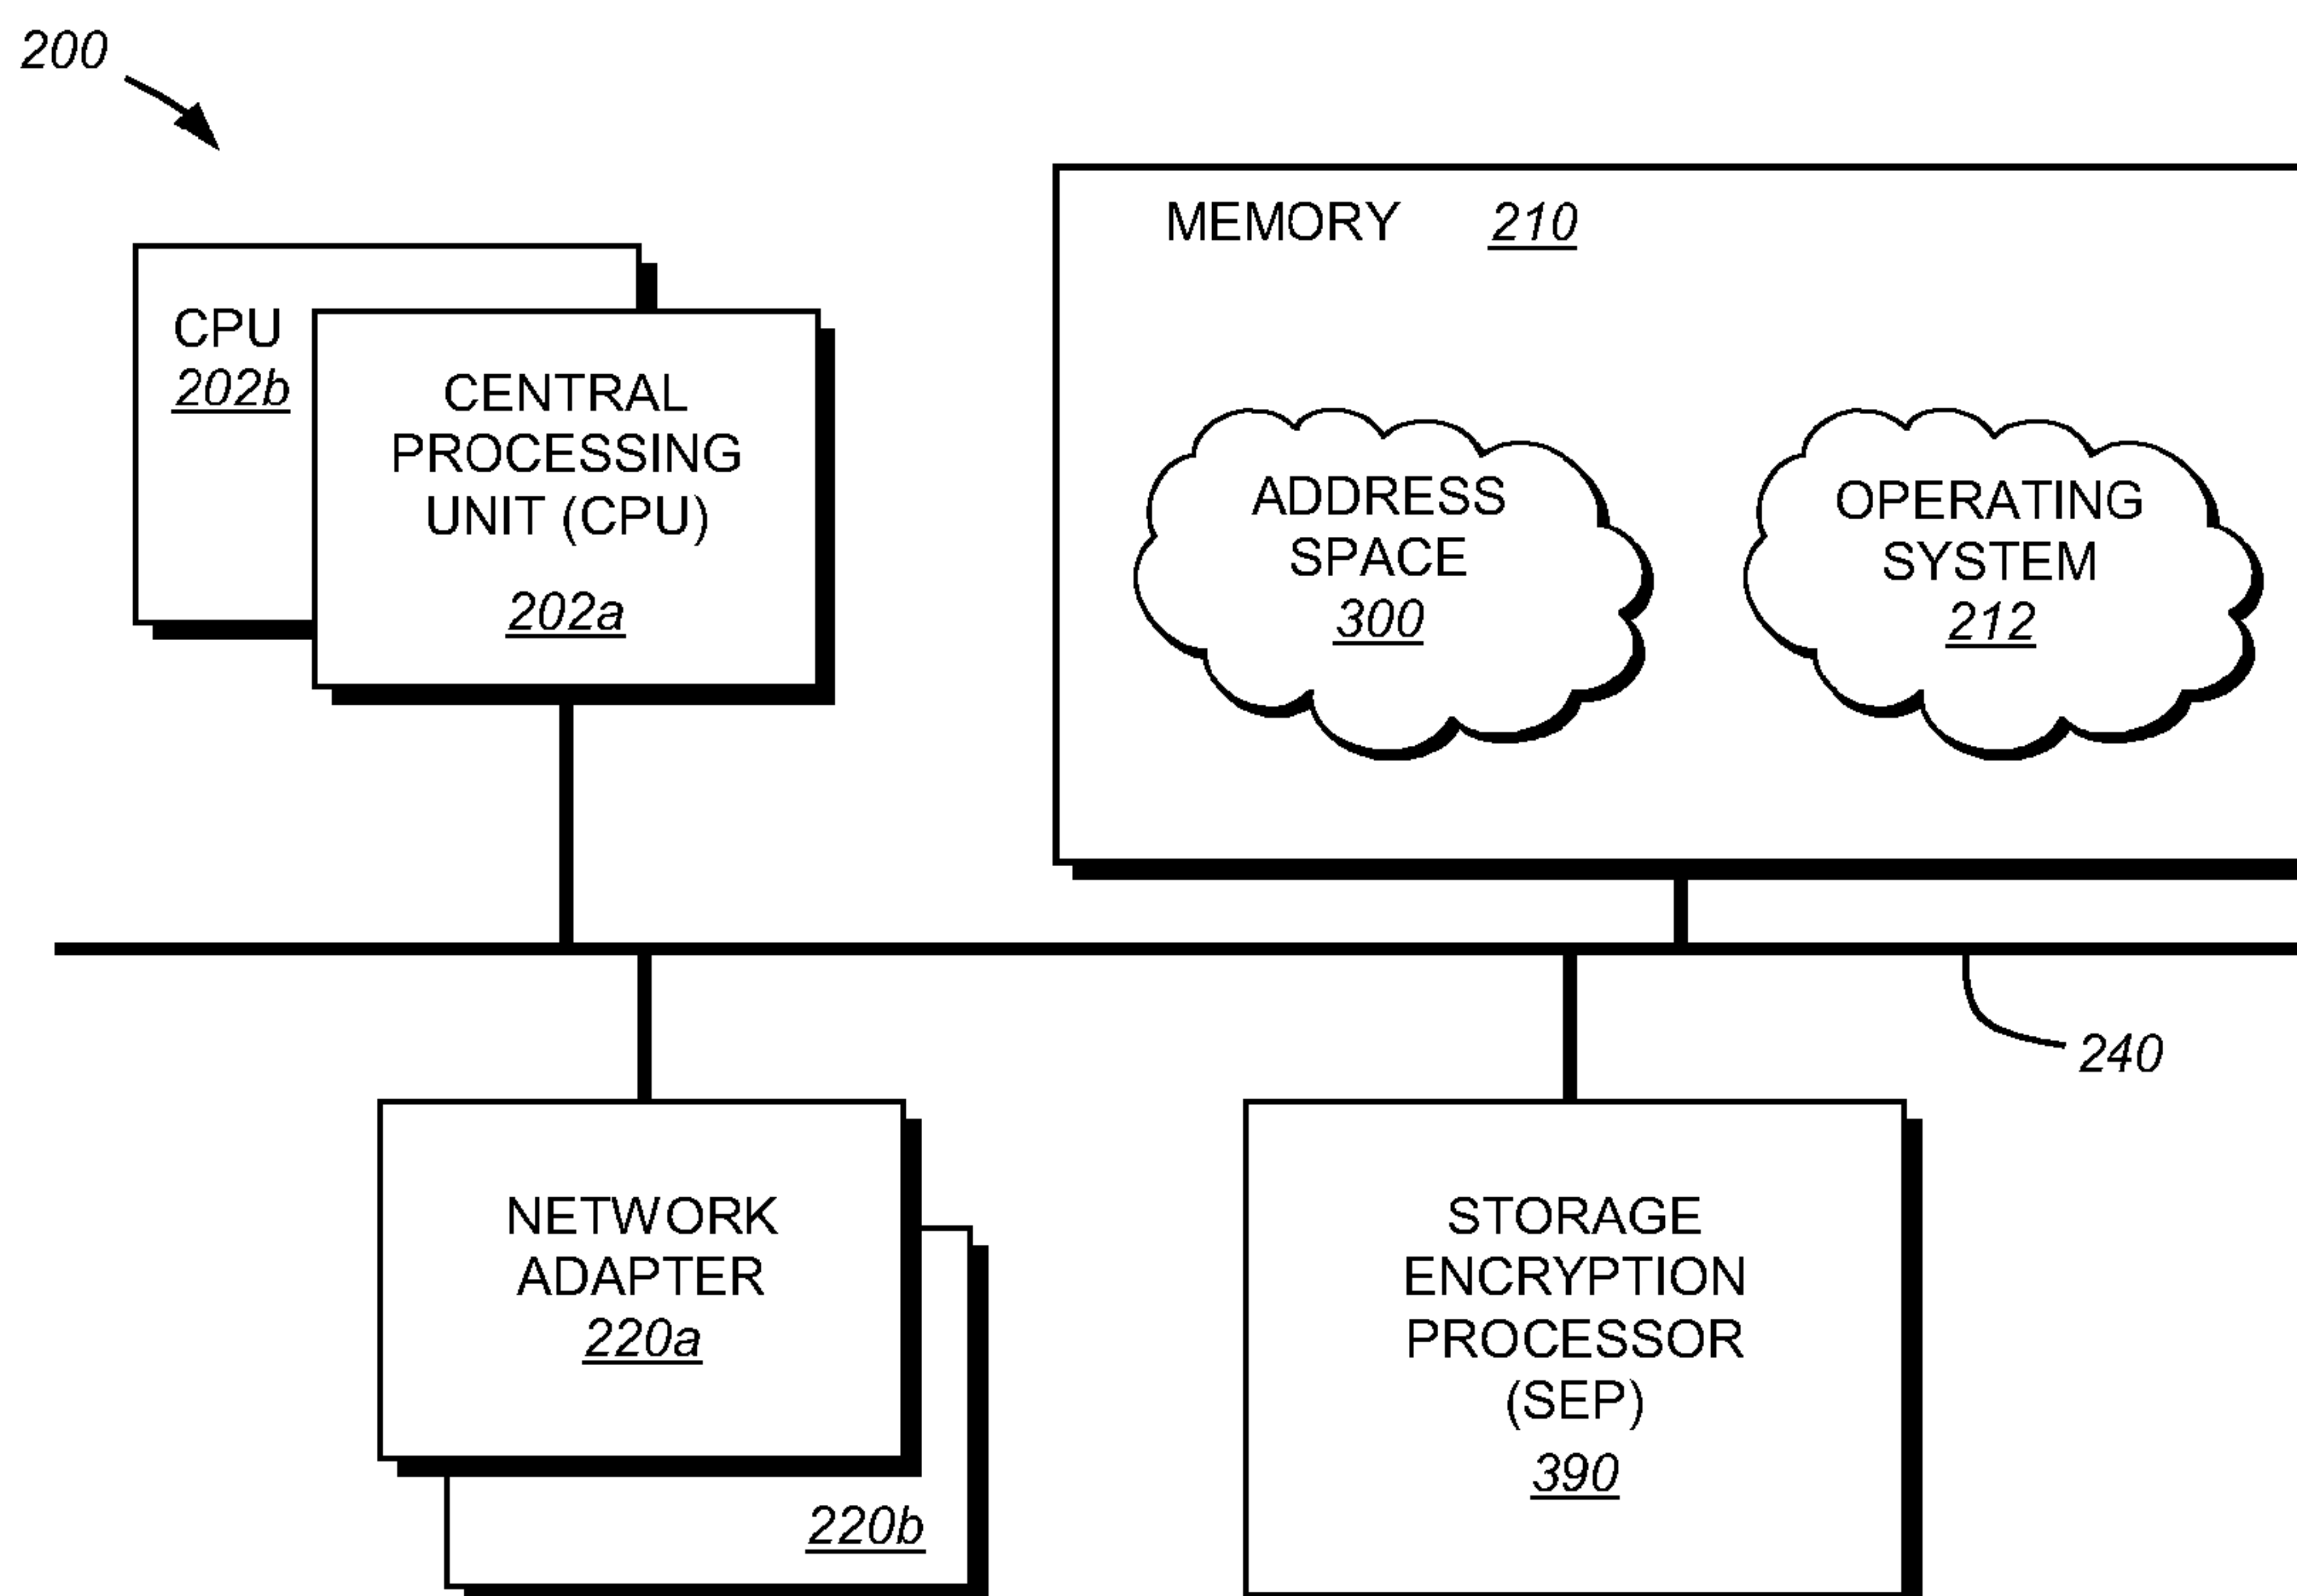 200
MEMORY 210
CPU
202b
CENTRAL
PROCESSING
UNIT (CPU)
202a
ADDRESS
SPACE
300
OPERATING
SYSTEM
212
240
NETWORK
ADAPTER
220a
220b
STORAGE
ENCRYPTION
PROCESSOR
(SEP)
390